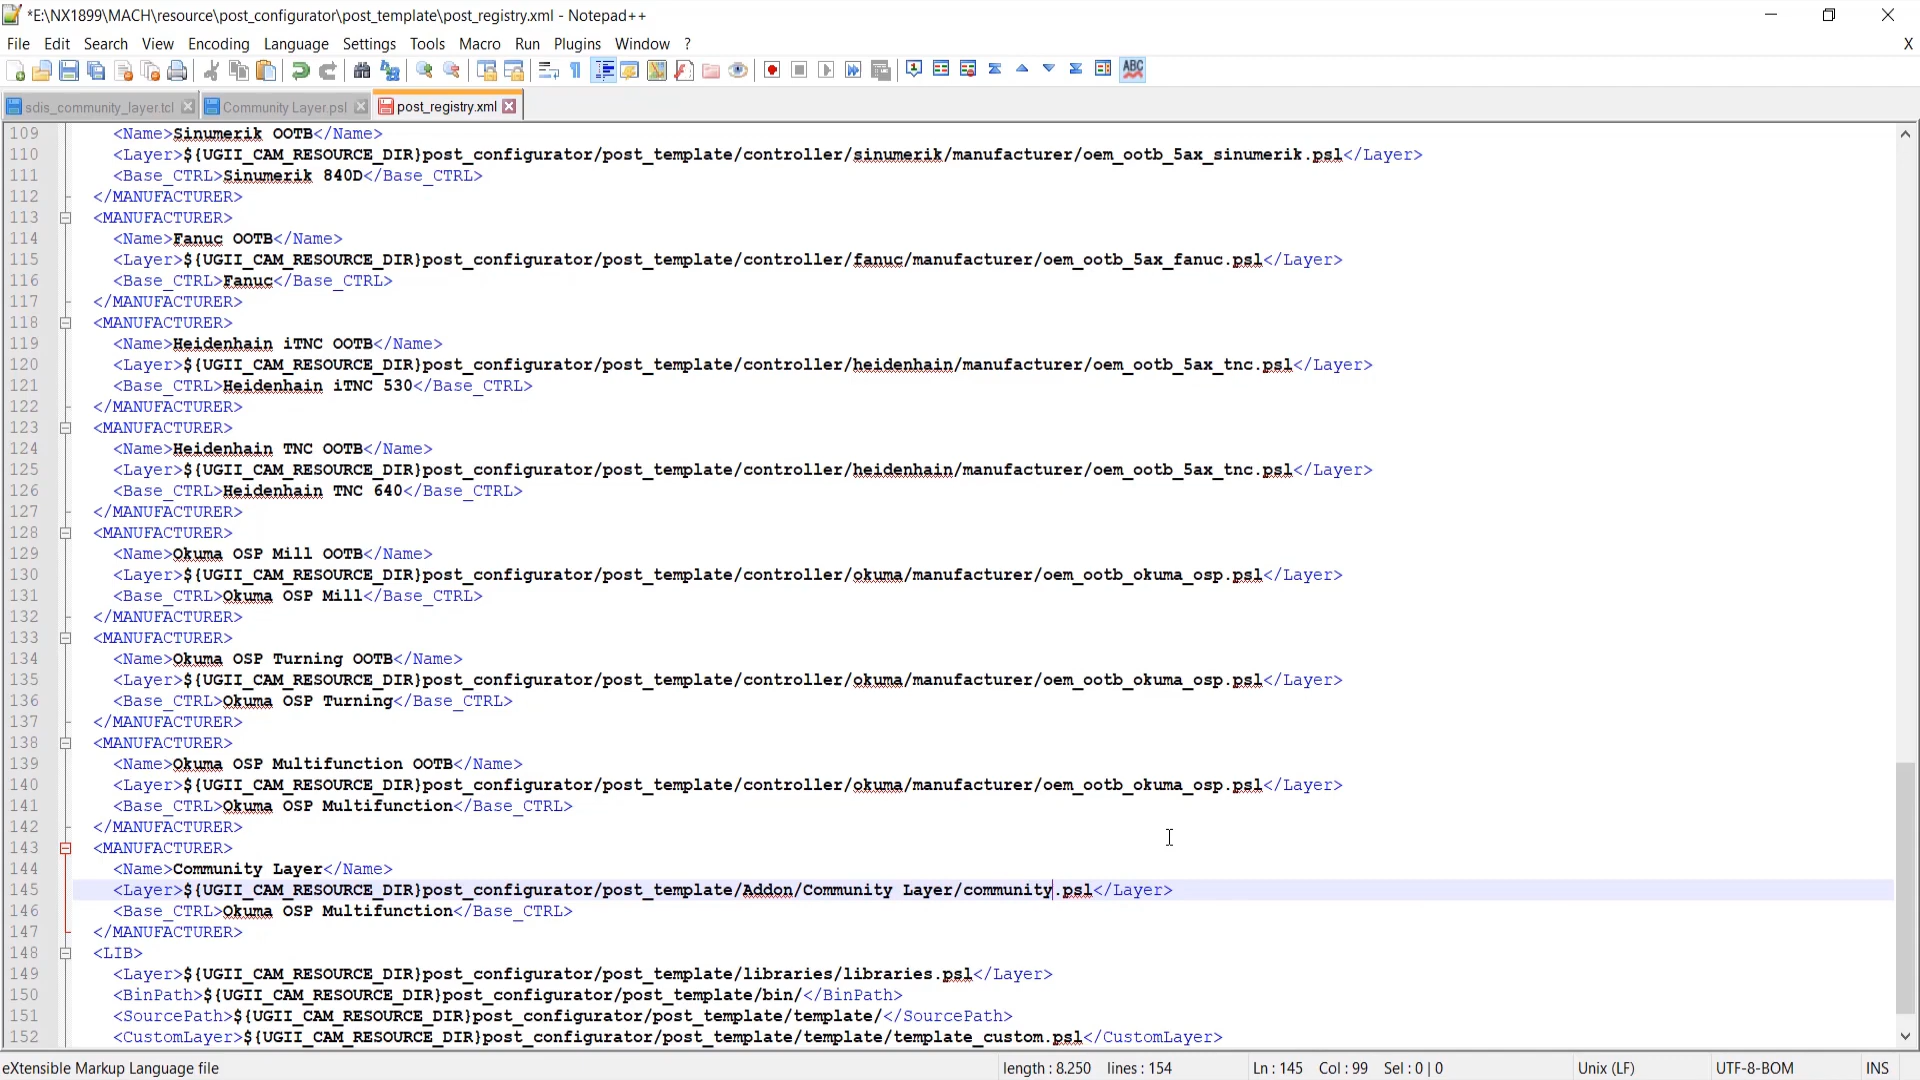 *E:\NX1899\MACH\resource\post_configurator\post_template\post_registry.xml - Notepad++
File Edit Search View Encoding Language Settings Tools Macro Run Plugins Window ? X
sdis_community_layer.tcl Community Layer.psl post_registry.xml
109 <Name>Sinumerik OOTB</Name>
110 <Layer>${UGII_CAM_RESOURCE_DIR}post_configurator/post_template/controller/sinumerik/manufacturer/oem_ootb_5ax_sinumerik.psl</Layer>
111 <Base_CTRL>Sinumerik 840D</Base_CTRL>
112 </MANUFACTURER>
113 <MANUFACTURER>
114 <Name>Fanuc OOTB</Name>
115 <Layer>${UGII_CAM_RESOURCE_DIR}post_configurator/post_template/controller/fanuc/manufacturer/oem_ootb_5ax_fanuc.psl</Layer>
116 <Base_CTRL>Fanuc</Base_CTRL>
117 </MANUFACTURER>
118 <MANUFACTURER>
119 <Name>Heidenhain iTNC OOTB</Name>
120 <Layer>${UGII_CAM_RESOURCE_DIR}post_configurator/post_template/controller/heidenhain/manufacturer/oem_ootb_5ax_tnc.psl</Layer>
121 <Base_CTRL>Heidenhain iTNC 530</Base_CTRL>
122 </MANUFACTURER>
123 <MANUFACTURER>
124 <Name>Heidenhain TNC OOTB</Name>
125 <Layer>${UGII_CAM_RESOURCE_DIR}post_configurator/post_template/controller/heidenhain/manufacturer/oem_ootb_5ax_tnc.psl</Layer>
126 <Base_CTRL>Heidenhain TNC 640</Base_CTRL>
127 </MANUFACTURER>
128 <MANUFACTURER>
129 <Name>Okuma OSP Mill OOTB</Name>
130 <Layer>${UGII_CAM_RESOURCE_DIR}post_configurator/post_template/controller/okuma/manufacturer/oem_ootb_okuma_osp.psl</Layer>
131 <Base_CTRL>Okuma OSP Mill</Base_CTRL>
132 </MANUFACTURER>
133 <MANUFACTURER>
134 <Name>Okuma OSP Turning OOTB</Name>
135 <Layer>${UGII_CAM_RESOURCE_DIR}post_configurator/post_template/controller/okuma/manufacturer/oem_ootb_okuma_osp.psl</Layer>
136 <Base_CTRL>Okuma OSP Turning</Base_CTRL>
137 </MANUFACTURER>
138 <MANUFACTURER>
139 <Name>Okuma OSP Multifunction OOTB</Name>
140 <Layer>${UGII_CAM_RESOURCE_DIR}post_configurator/post_template/controller/okuma/manufacturer/oem_ootb_okuma_osp.psl</Layer>
141 <Base_CTRL>Okuma OSP Multifunction</Base_CTRL>
142 </MANUFACTURER>
143 <MANUFACTURER>
144 <Name>Community Layer</Name>
145 <Layer>${UGII_CAM_RESOURCE_DIR}post_configurator/post_template/Addon/Community Layer/community.psl</Layer>
146 <Base_CTRL>Okuma OSP Multifunction</Base_CTRL>
147 </MANUFACTURER>
148 <LIB>
149 <Layer>${UGII_CAM_RESOURCE_DIR}post_configurator/post_template/libraries/libraries.psl</Layer>
150 <BinPath>${UGII_CAM_RESOURCE_DIR}post_configurator/post_template/bin/</BinPath>
151 <SourcePath>${UGII_CAM_RESOURCE_DIR}post_configurator/post_template/template/</SourcePath>
152 <CustomLayer>${UGII_CAM_RESOURCE_DIR}post_configurator/post_template/template/template_custom.psl</CustomLayer>
eXtensible Markup Language file length : 8.250 lines : 154 Ln : 145 Col : 99 Sel : 0 | 0 Unix (LF) UTF-8-BOM INS